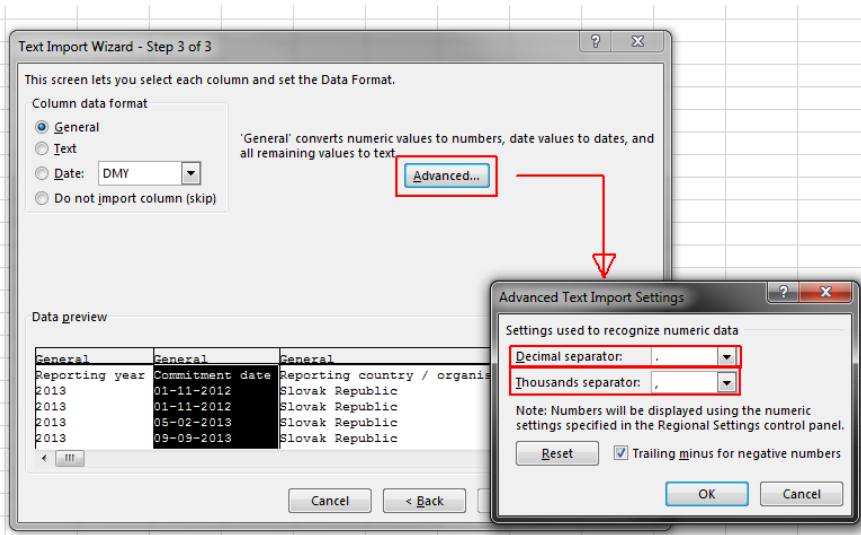 Text Import Wizard - Step 3 of 3
?
This screen lets you select each column and set the Data Format.
Column data format
General
Text
Date: DMY
Do not import column (skip)
'General' converts numeric values to numbers, date values to dates, and
all remaining values to text.
Advanced...
Data preview
General General General
Reporting year Commitment date Reporting country / organis
2013 01-11-2012 Slovak Republic
2013 01-11-2012 Slovak Republic
2013 05-02-2013 Slovak Republic
2013 09-09-2013 Slovak Republic
Cancel
< Back
Advanced Text Import Settings
?
Settings used to recognize numeric data
Decimal separator: .
Thousands separator: ,
Note: Numbers will be displayed using the numeric
settings specified in the Regional Settings control panel.
Reset
Trailing minus for negative numbers
OK
Cancel